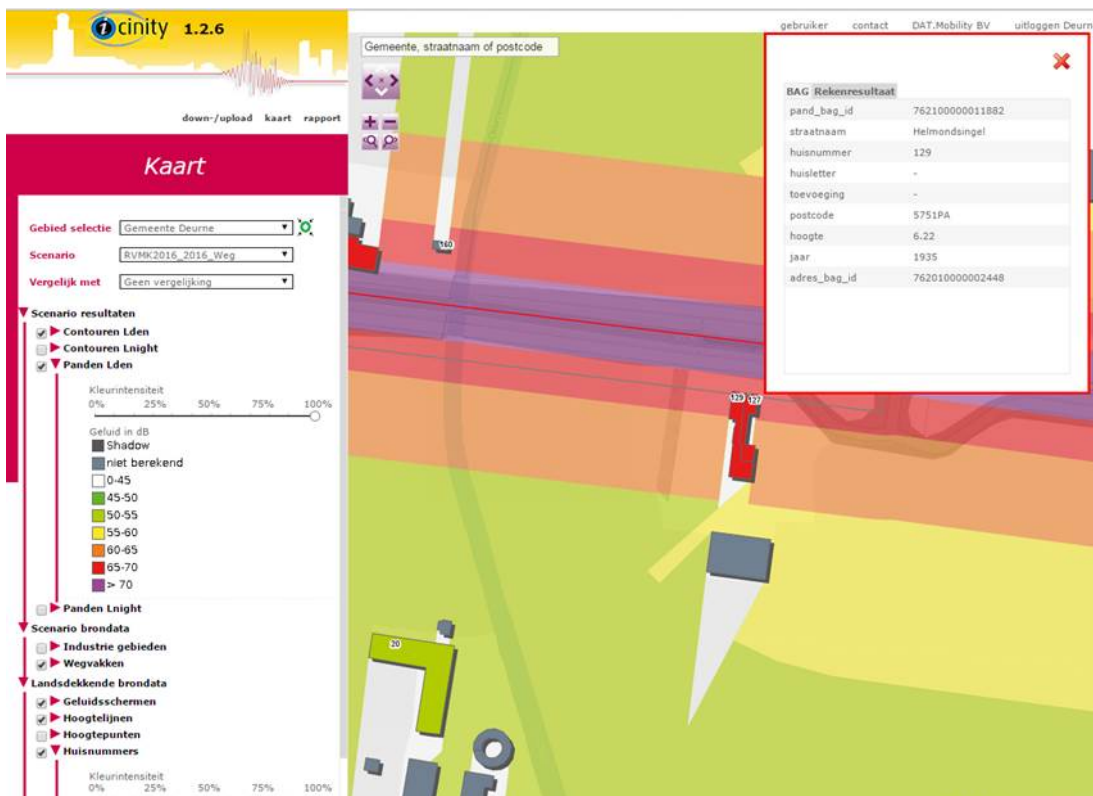 icinity 1.2.6
gebruiker contact DAT.Mobility BV uitloggen Deurn
down-/upload kaart rapport
Kaart
Gebied selectie Gemeente Deurne
Scenario RVMK2016_2016_Weg
Vergelijk met Geen vergelijking
Scenario resultaten
Contouren Lden
Contouren Lnight
Panden Lden
Kleurintensiteit
0% 25% 50% 75% 100%
Geluid in dB
Shadow
niet berekend
0-45
45-50
50-55
55-60
60-65
65-70
> 70
Panden Lnight
Scenario brondata
Industrie gebieden
Wegvakken
Landsdekkende brondata
Geluidsschermen
Hoogtelijnen
Hoogtepunten
Huisnummers
Kleurintensiteit
0% 25% 50% 75% 100%
Gemeente, straatnaam of postcode
160
129 127
20
BAG Rekenresultaat
pand_bag_id 762100000011882
straatnaam Helmondsingel
huisnummer 129
huisletter -
toevoeging -
postcode 5751PA
hoogte 6.22
jaar 1935
adres_bag_id 762010000002448